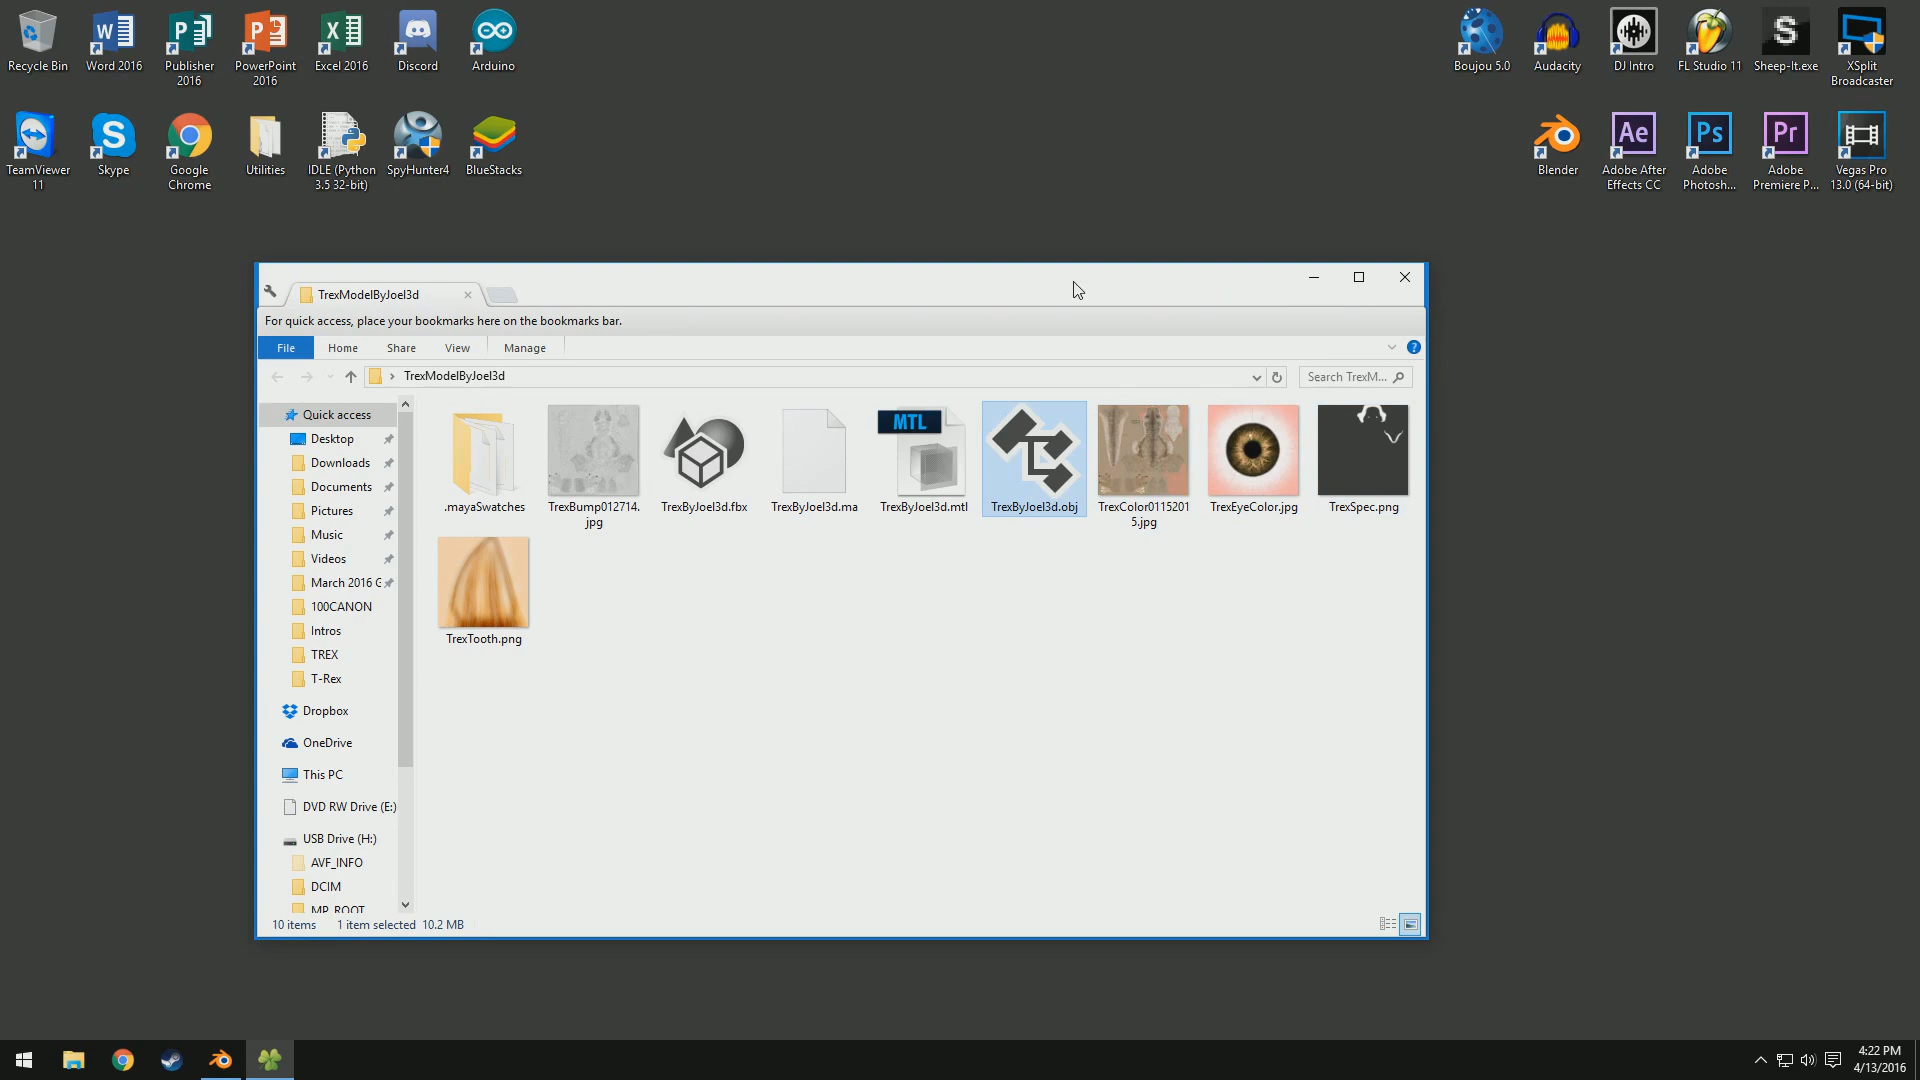 Recycle Bin
Word 2016
Publisher
2016
PowerPoint
2016
Excel 2016
Discord
Arduino
Boujou 5.0
Audacity
DJ Intro
FL Studio 11
Sheep-It.exe
XSplit
Broadcaster
TeamViewer
11
Skype
Google
Chrome
Utilities
IDLE (Python
3.5 32-bit)
SpyHunter4
BlueStacks
Blender
Adobe After
Effects CC
Adobe
Photosh...
Adobe
Premiere P...
Vegas Pro
13.0 (64-bit)
TrexModelByJoel3d
For quick access, place your bookmarks here on the bookmarks bar.
File
Home
Share
View
Manage
TrexModelByJoel3d
Search TrexM...
Quick access
Desktop
Downloads
Documents
Pictures
Music
Videos
March 2016 G
100CANON
Intros
TREX
T-Rex
Dropbox
OneDrive
This PC
DVD RW Drive (E:)
USB Drive (H:)
AVF_INFO
DCIM
MP_ROOT
MTL
.mayaSwatches
TrexBump012714.
jpg
TrexByJoel3d.fbx
TrexByJoel3d.ma
TrexByJoel3d.mtl
TrexByJoel3d.obj
TrexColor0115201
5.jpg
TrexEyeColor.jpg
TrexSpec.png
TrexTooth.png
10 items
1 item selected 10.2 MB
4:22 PM
4/13/2016